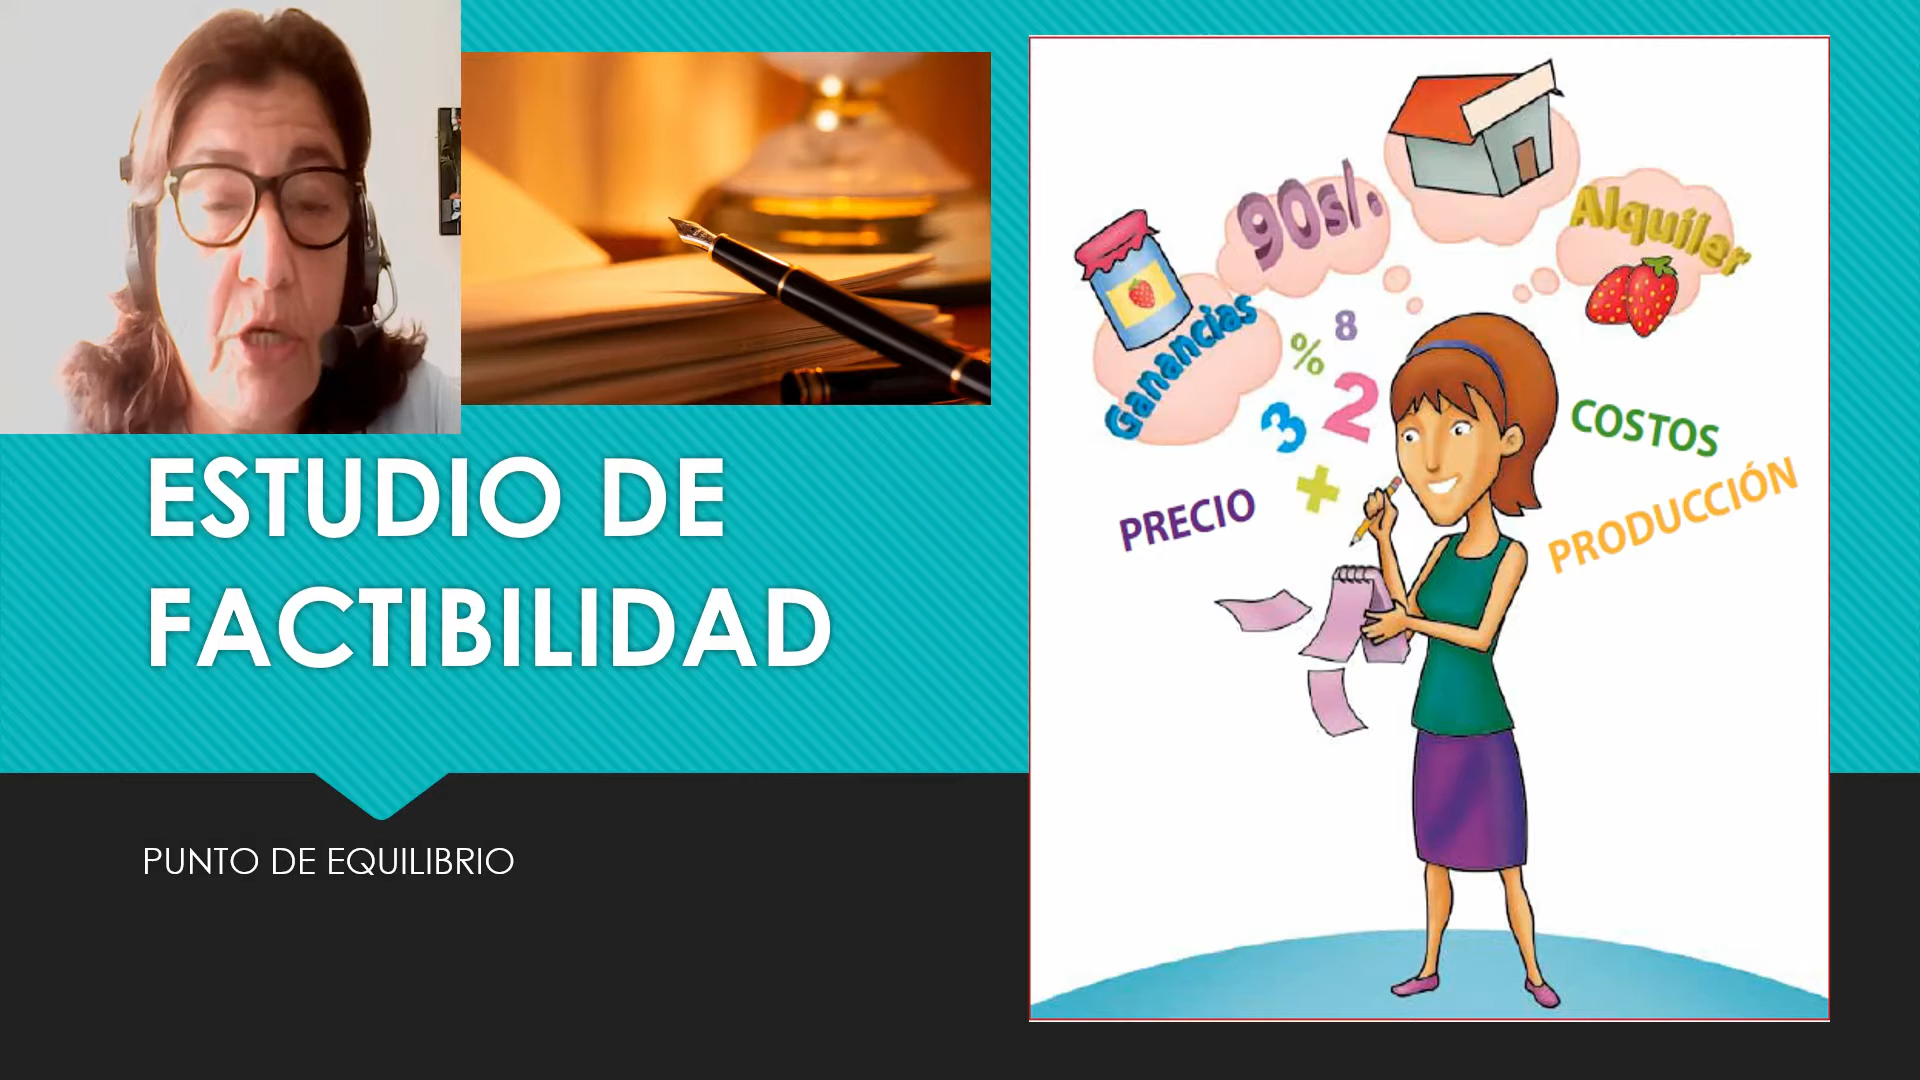 ESTUDIO DE
FACTIBILIDAD
PUNTO DE EQUILIBRIO
90s/.
Alquiler
Ganancias
% 8
3 2
+
COSTOS
PRECIO
PRODUCCIÓN